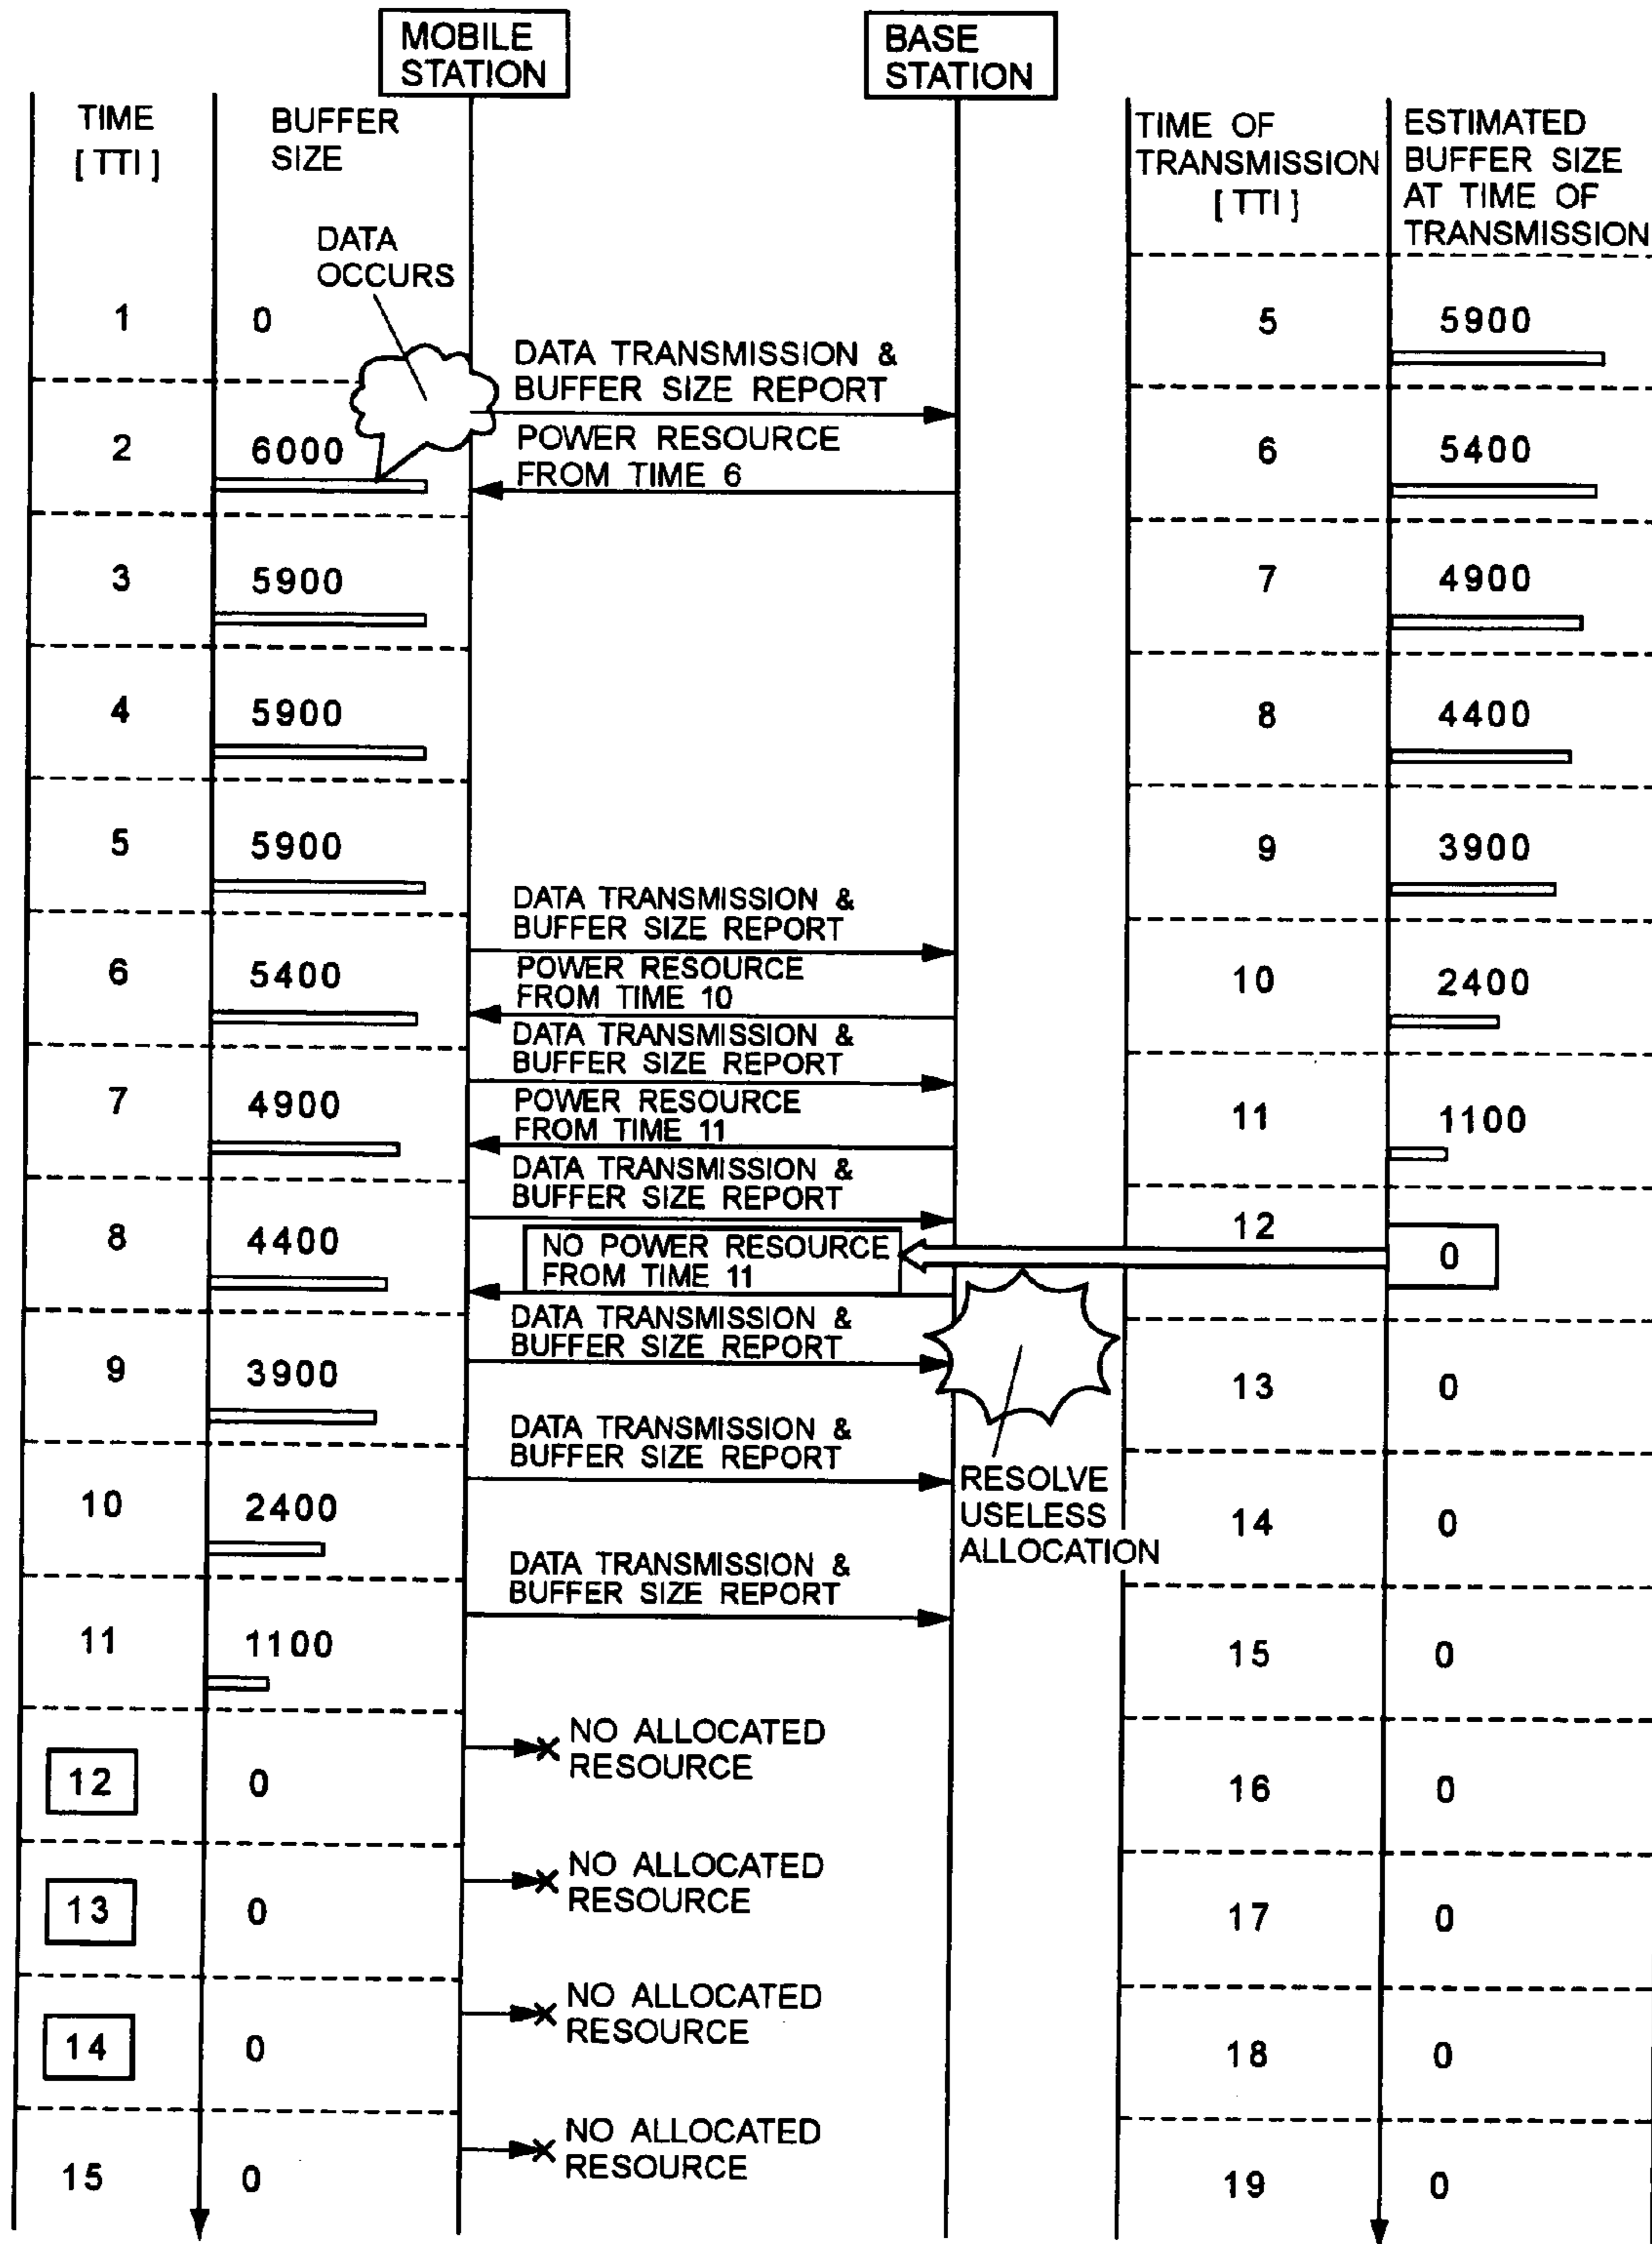 MOBILE
STATION
BASE
STATION
TIME
[ TTI ]
BUFFER
SIZE
TIME OF
TRANSMISSION
[ TTI ]
ESTIMATED
BUFFER SIZE
AT TIME OF
TRANSMISSION
DATA
OCCURS
1
0
5
5900
DATA TRANSMISSION &
BUFFER SIZE REPORT
2
6000
POWER RESOURCE
FROM TIME 6
6
5400
3
5900
7
4900
4
5900
8
4400
5
5900
9
3900
DATA TRANSMISSION &
BUFFER SIZE REPORT
6
5400
POWER RESOURCE
FROM TIME 10
10
2400
DATA TRANSMISSION &
BUFFER SIZE REPORT
7
4900
POWER RESOURCE
FROM TIME 11
11
1100
DATA TRANSMISSION &
BUFFER SIZE REPORT
8
4400
NO POWER RESOURCE
FROM TIME 11
12
0
DATA TRANSMISSION &
BUFFER SIZE REPORT
9
3900
13
0
DATA TRANSMISSION &
BUFFER SIZE REPORT
RESOLVE
USELESS
ALLOCATION
10
2400
14
0
DATA TRANSMISSION &
BUFFER SIZE REPORT
11
1100
15
0
NO ALLOCATED
RESOURCE
12
0
16
0
NO ALLOCATED
RESOURCE
13
0
17
0
NO ALLOCATED
RESOURCE
14
0
18
0
NO ALLOCATED
RESOURCE
15
0
19
0